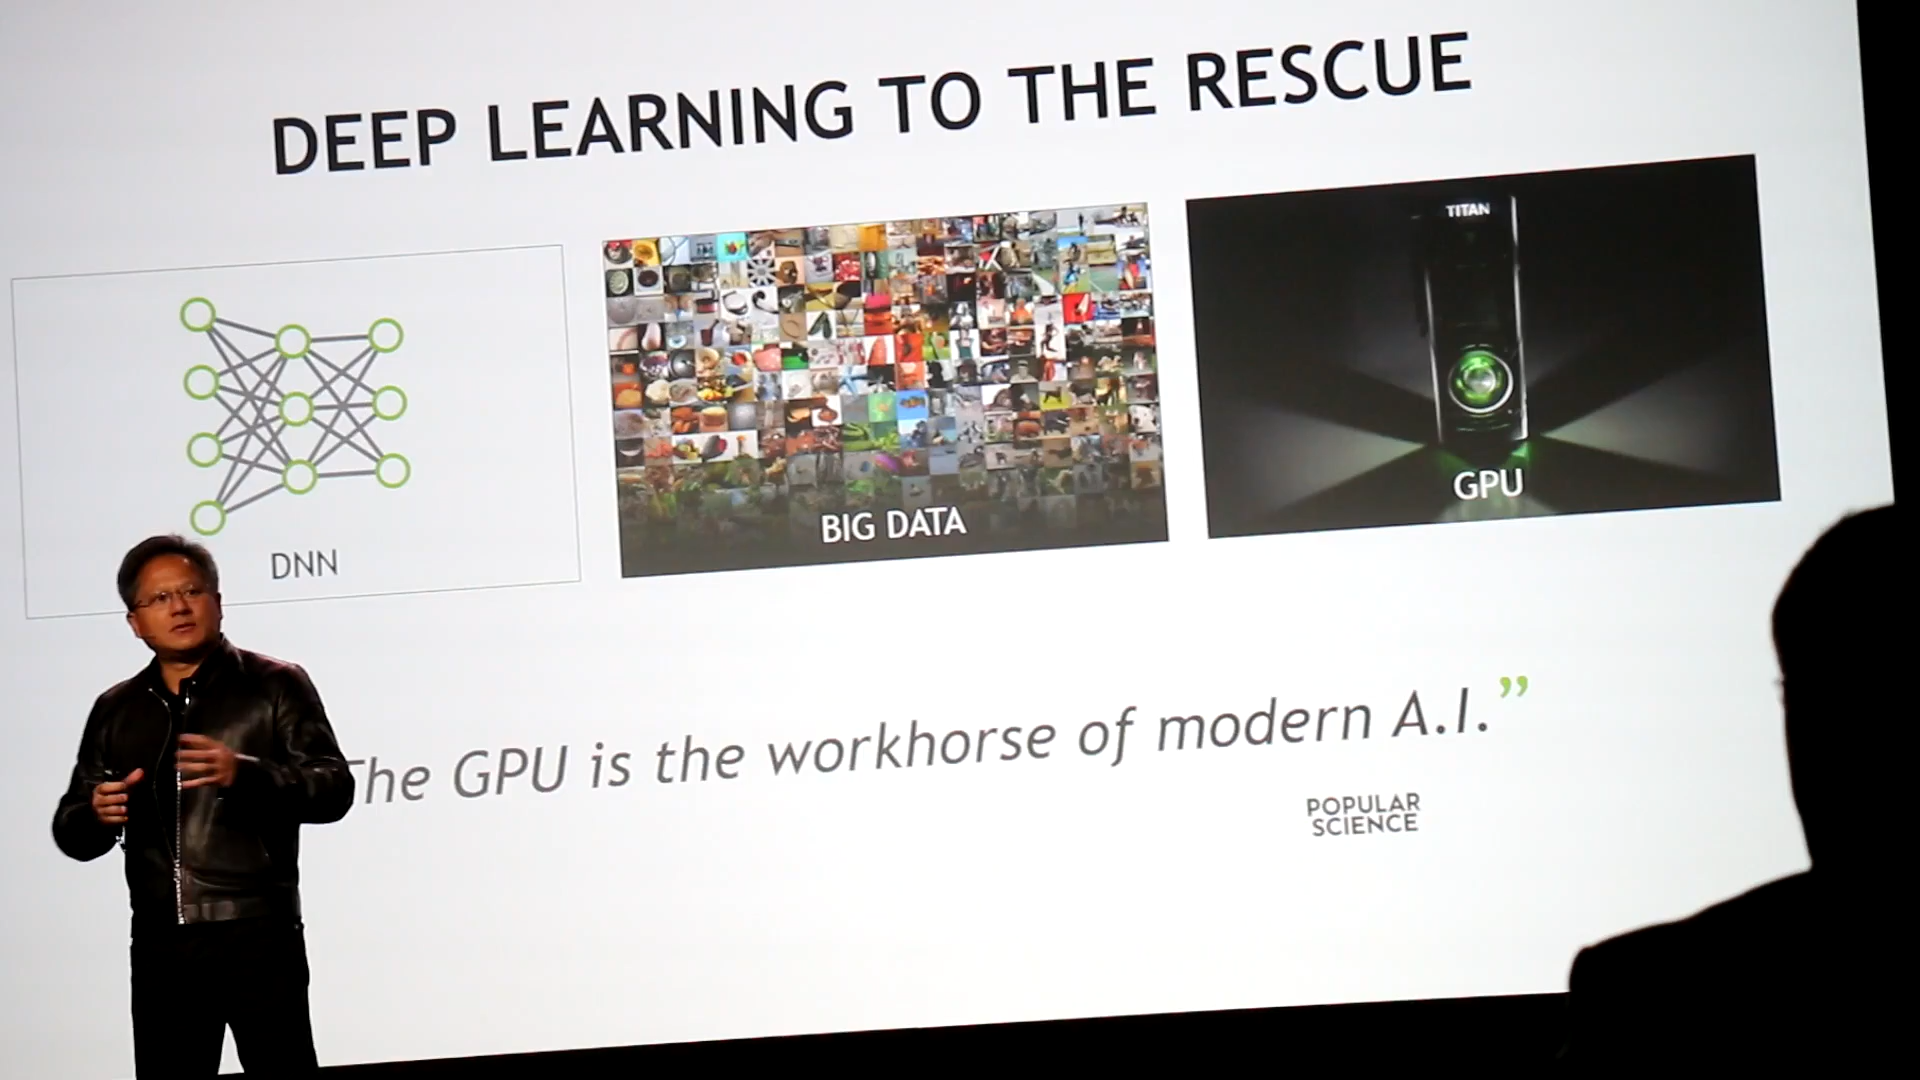 DEEP LEARNING TO THE RESCUE
DNN
BIG DATA
TITAN
GPU
The GPU is the workhorse of modern A.I.”
POPULAR
SCIENCE